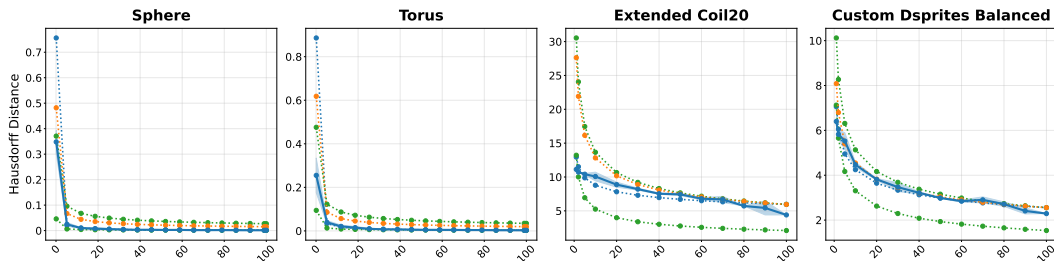 Sphere
Torus
Extended Coil20
Custom Dsprites Balanced
Hausdorff Distance
0.7
0.6
0.5
0.4
0.3
0.2
0.1
0
0 20 40 60 80 100
0.8
0.6
0.4
0.2
0
0 20 40 60 80 100
30
25
20
15
10
5
0 20 40 60 80 100
10
8
6
4
2
0 20 40 60 80 100